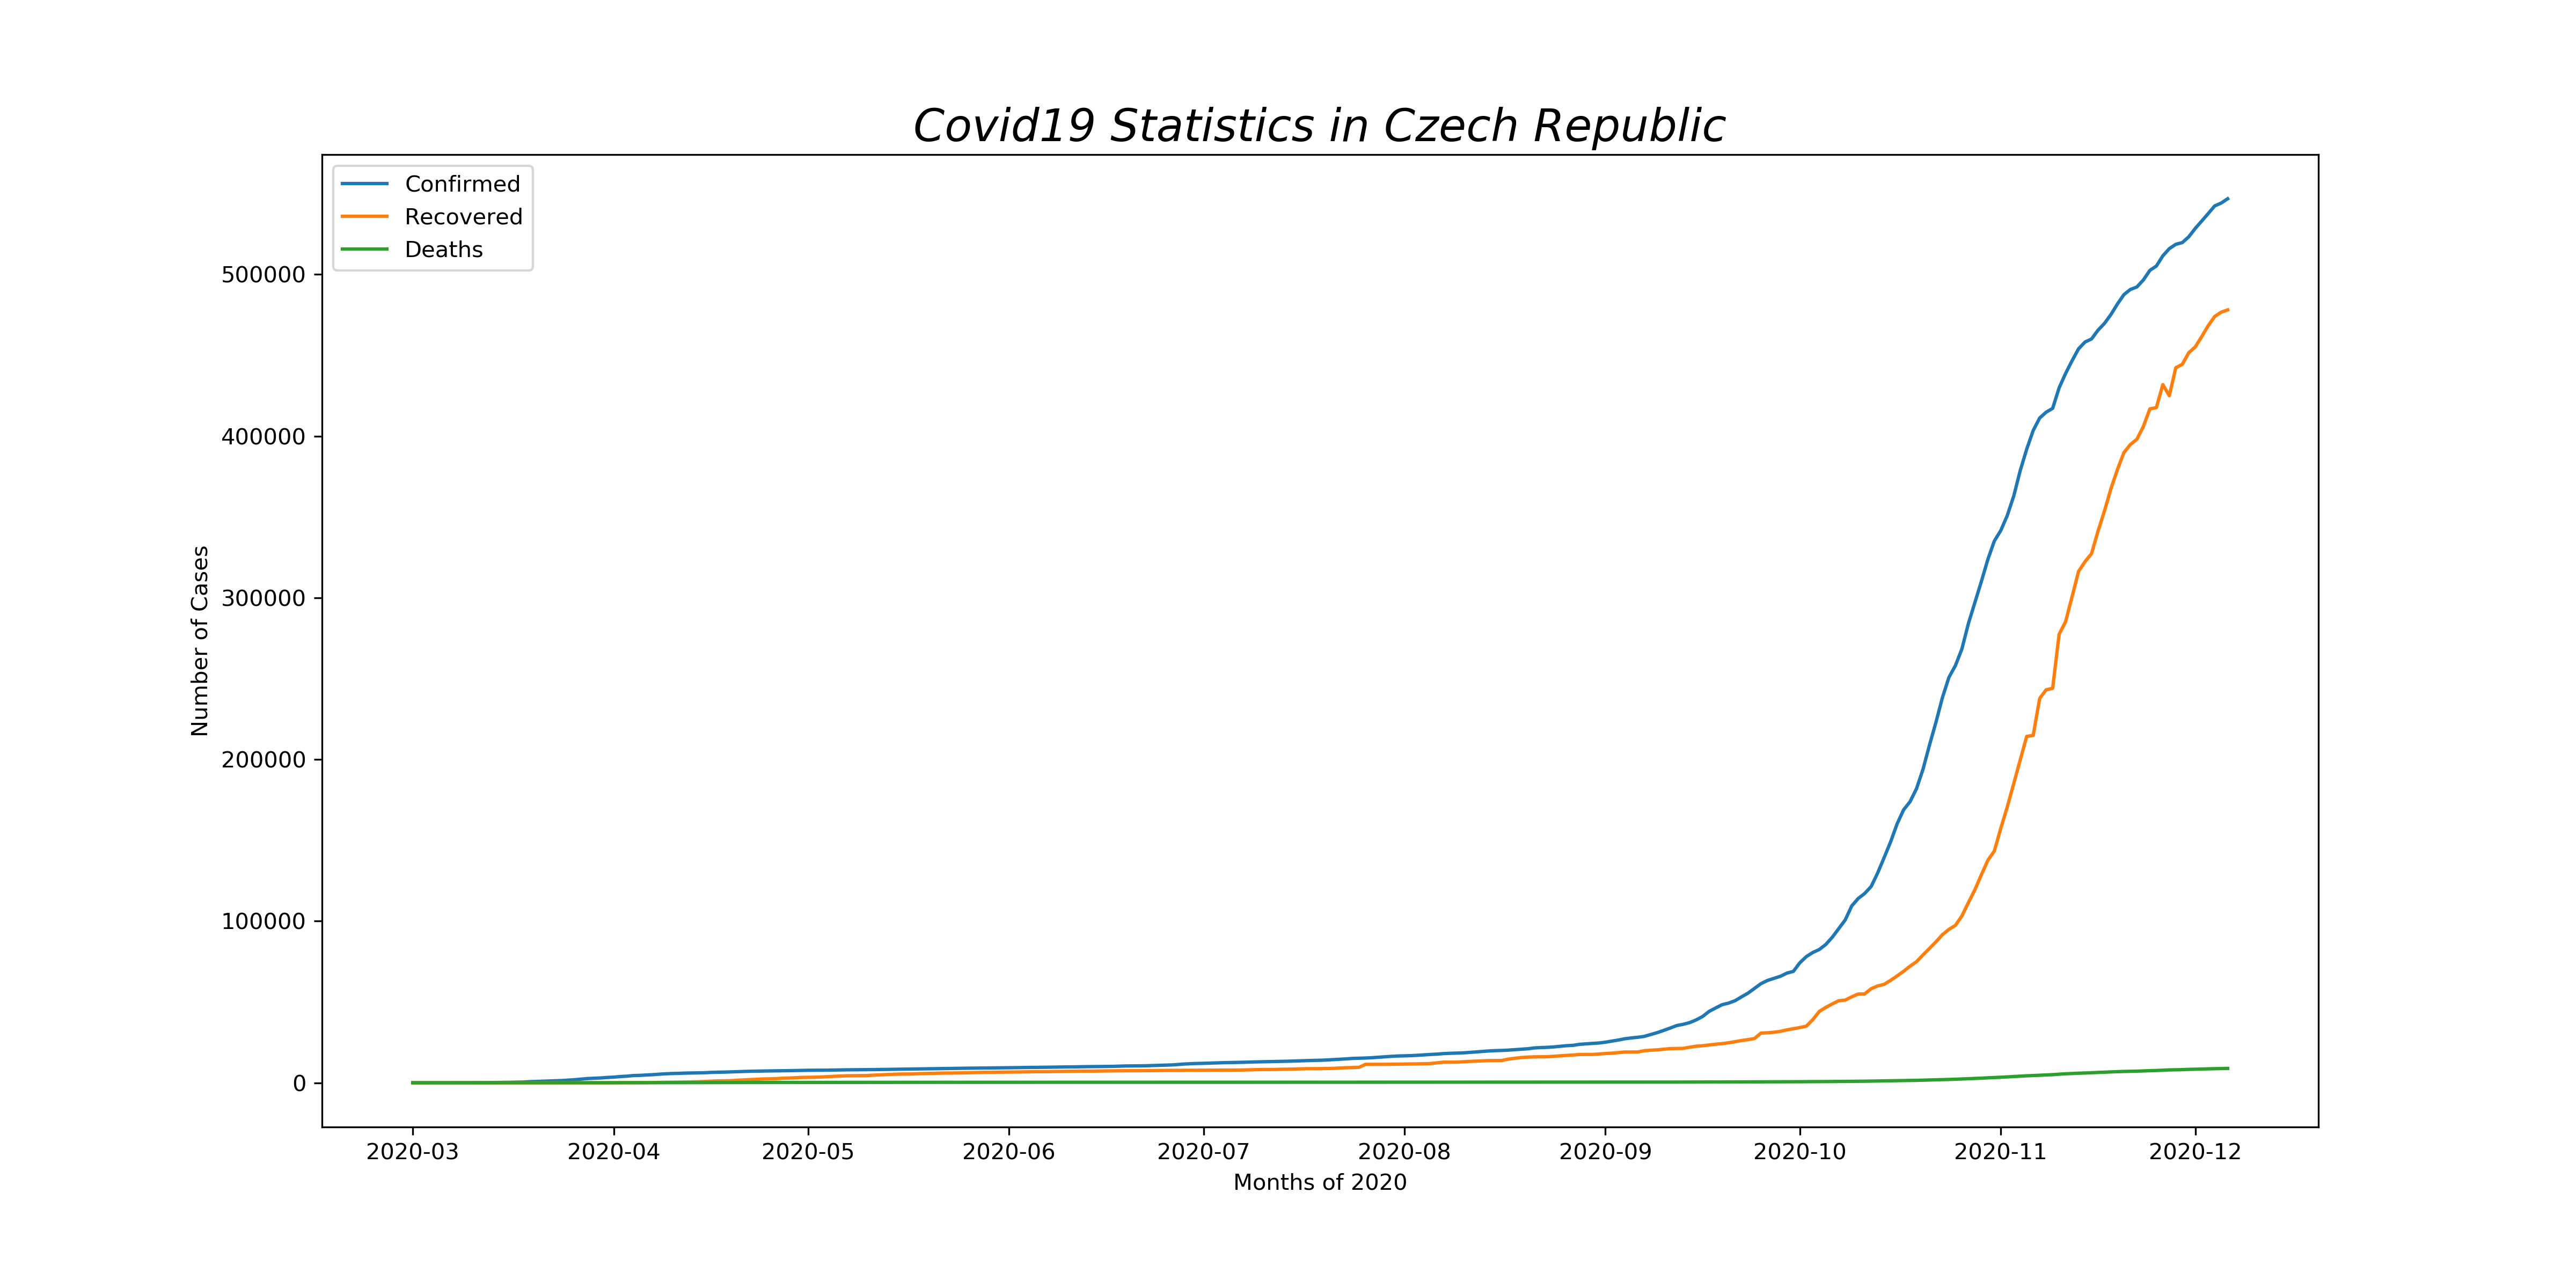 Covid19 Statistics in Czech Republic
Confirmed
Recovered
Deaths
500000
400000
300000
200000
100000
0
Number of Cases
2020-03 2020-04 2020-05 2020-06 2020-07 2020-08 2020-09 2020-10 2020-11 2020-12
Months of 2020